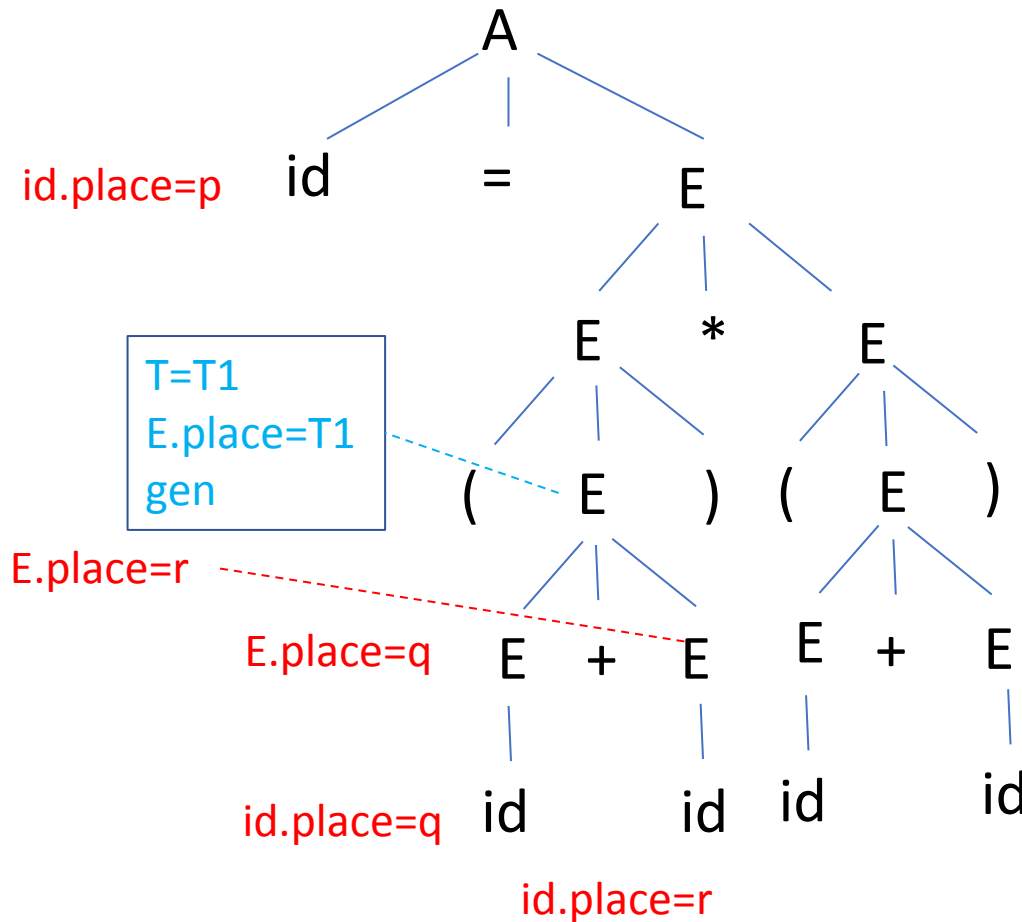 A
id.place=p id = E
E * E
T=T1
E.place=T1
gen
( E ) ( E )
E.place=r
E.place=q E + E E + E
id.place=q id id id id
id.place=r